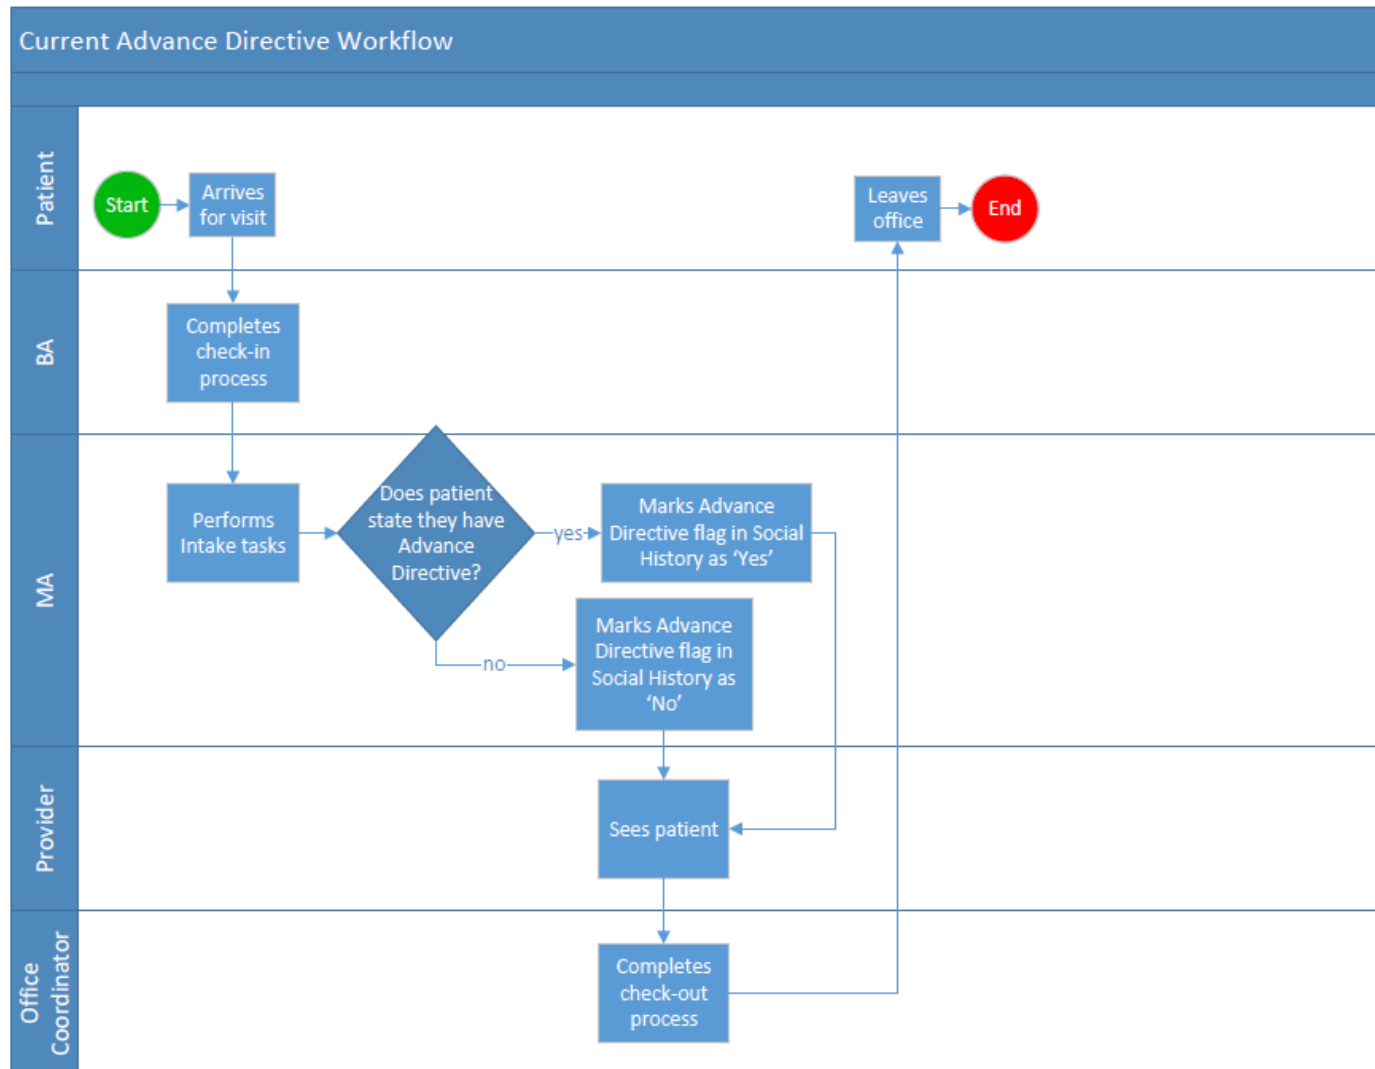 Current Advance Directive Workflow
Patient
Start
Arrives
for visit
Leaves
office
End
BA
Completes
check-in
process
MA
Performs
Intake tasks
Does patient
state they have
Advance
Directive?
yes
Marks Advance
Directive flag in Social
History as ‘Yes’
no
Marks Advance
Directive flag in
Social History as
‘No’
Provider
Sees patient
Office
Coordinator
Completes
check-out
process